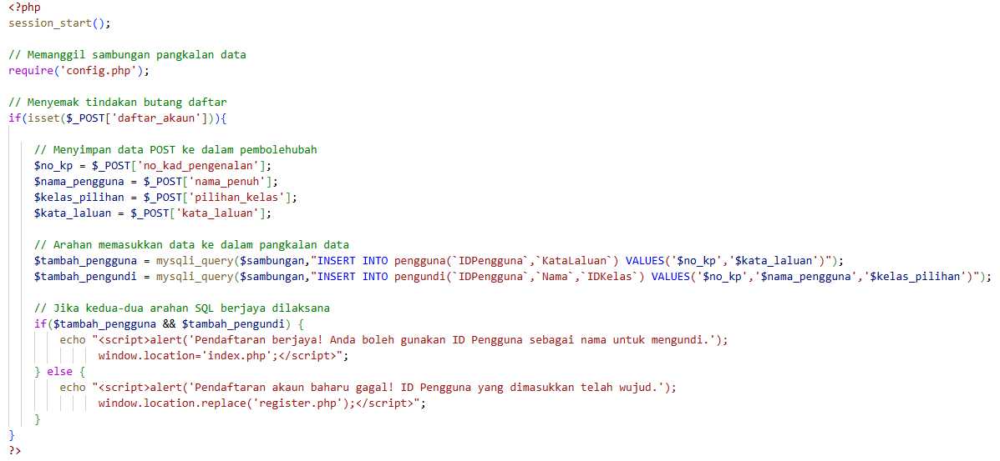 <?php
session_start();
// Memanggil sambungan pangkalan data
require('config.php');
// Menyemak tindakan butang daftar
if(isset($_POST['daftar_akaun'])){
// Menyimpan data POST ke dalam pembolehubah
$no_kp = $_POST['no_kad_pengenalan'];
$nama_pengguna = $_POST['nama_penuh'];
$kelas_pilihan = $_POST['pilihan_kelas'];
$kata_laluan = $_POST['kata_laluan'];
// Arahan memasukkan data ke dalam pangkalan data
$tambah_pengguna = mysqli_query($sambungan,"INSERT INTO pengguna(`IDPengguna`,`KataLaluan`) VALUES('$no_kp','$kata_laluan')");
$tambah_pengundi = mysqli_query($sambungan,"INSERT INTO pengundi(`IDPengguna`,`Nama`,`IDKelas`) VALUES('$no_kp','$nama_pengguna','$kelas_pilihan')");
// Jika kedua-dua arahan SQL berjaya dilaksana
if($tambah_pengguna && $tambah_pengundi) {
echo "<script>alert('Pendaftaran berjaya! Anda boleh gunakan ID Pengguna sebagai nama untuk mengundi.');
window.location='index.php';</script>";
} else {
echo "<script>alert('Pendaftaran akaun baharu gagal! ID Pengguna yang dimasukkan telah wujud.');
window.location.replace('register.php');</script>";
}
}
?>